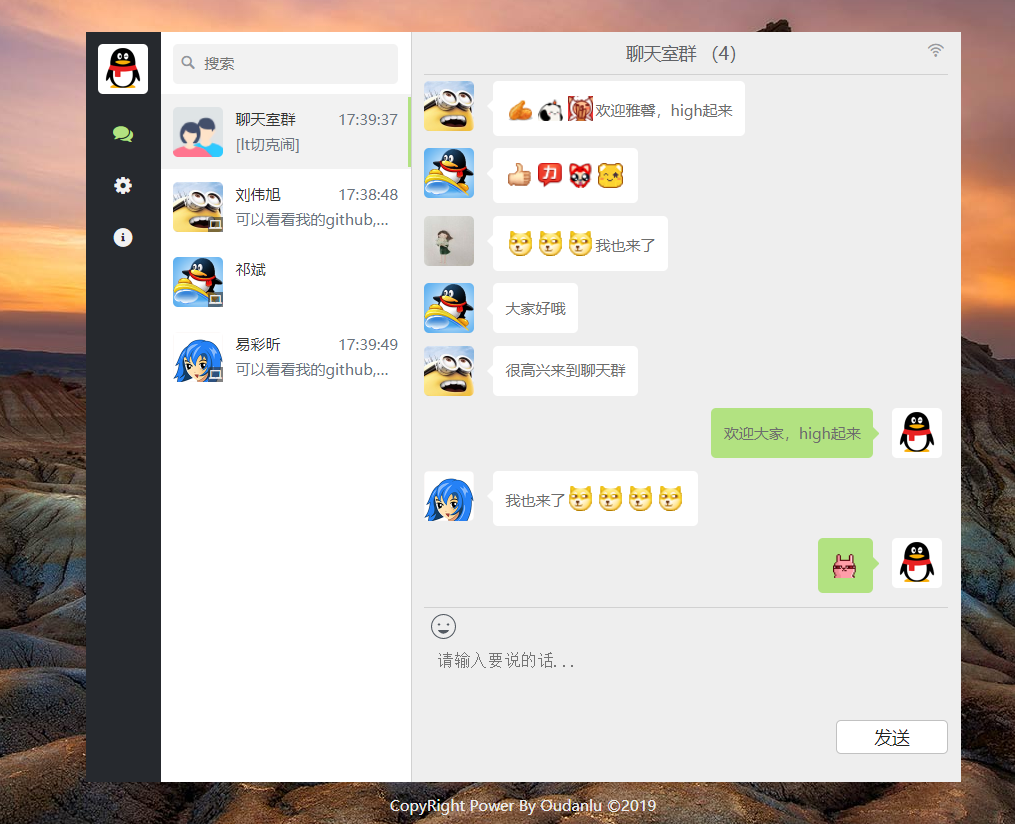 搜索
聊天室群 17:39:37
[lt切克闹]
刘伟旭 17:38:48
可以看看我的github,...
祁斌
易彩昕 17:39:49
可以看看我的github,...
聊天室群 （4）
欢迎雅馨，high起来
力
我也来了
大家好哦
很高兴来到聊天群
欢迎大家，high起来
我也来了
请输入要说的话...
发送
CopyRight Power By Oudanlu ©2019